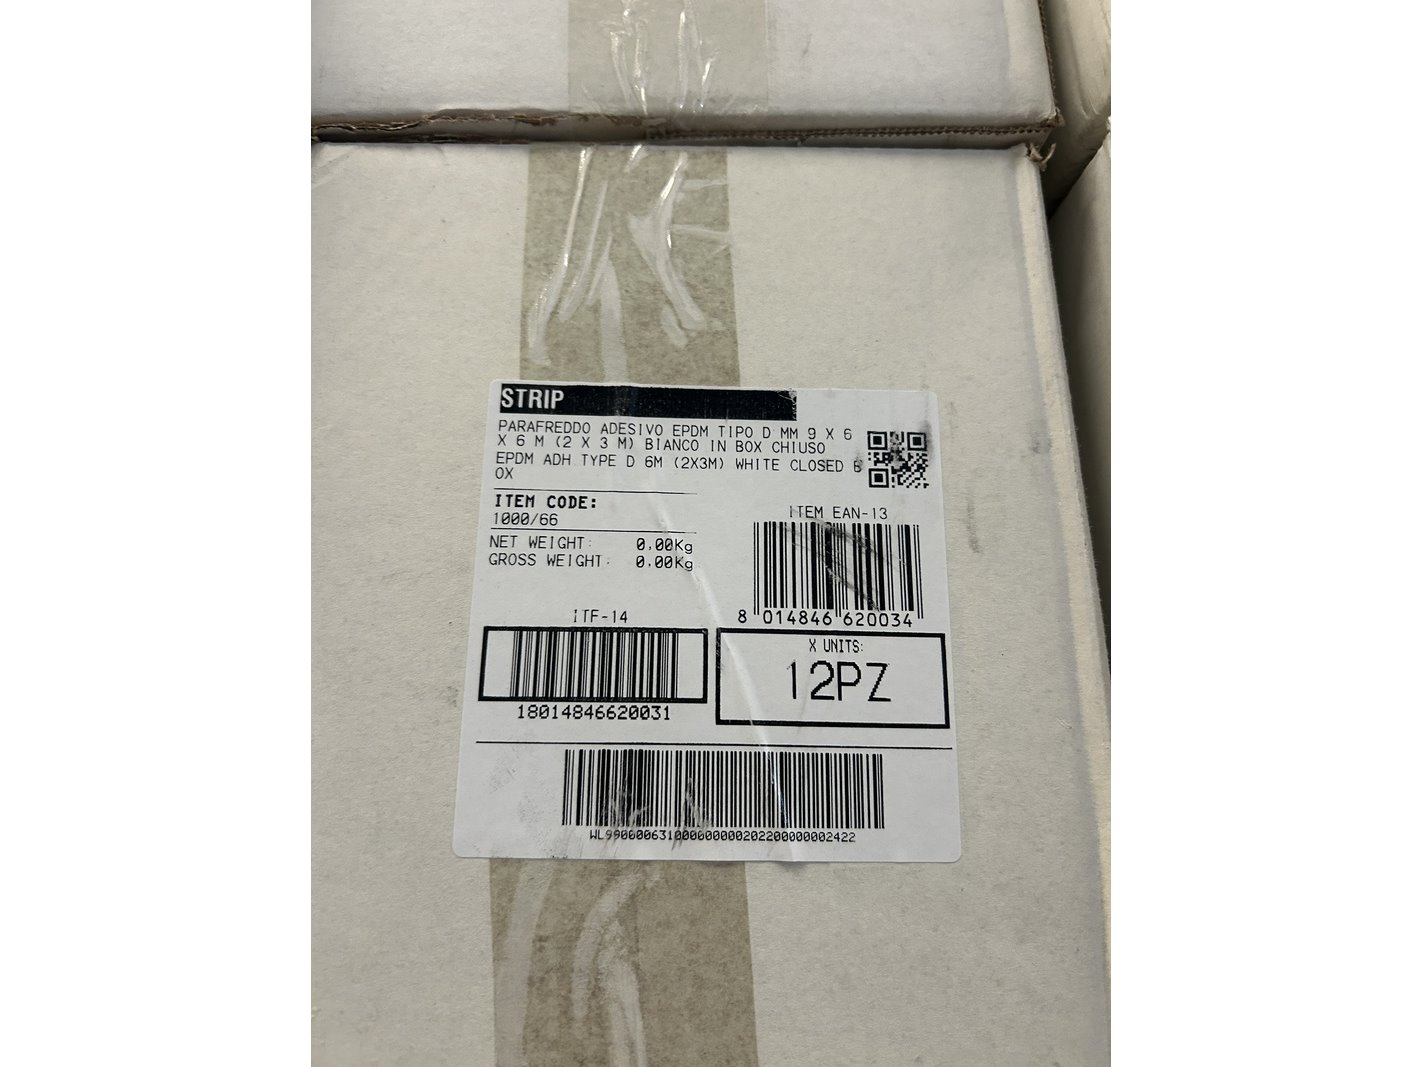 STRIP
PARAFREDDO ADESIVO EPDM TIPO D MM 9 X 6
X 6 M (2 X 3 M) BIANCO IN BOX CHIUSO
EPDM ADH TYPE D 6M (2X3M) WHITE CLOSED B
OX
ITEM CODE:
1000/66
NET WEIGHT: 0.00Kg
GROSS WEIGHT: 0.00Kg
ITEM EAN-13
8 014846 620034
ITF-14
18014846620031
X UNITS:
12PZ